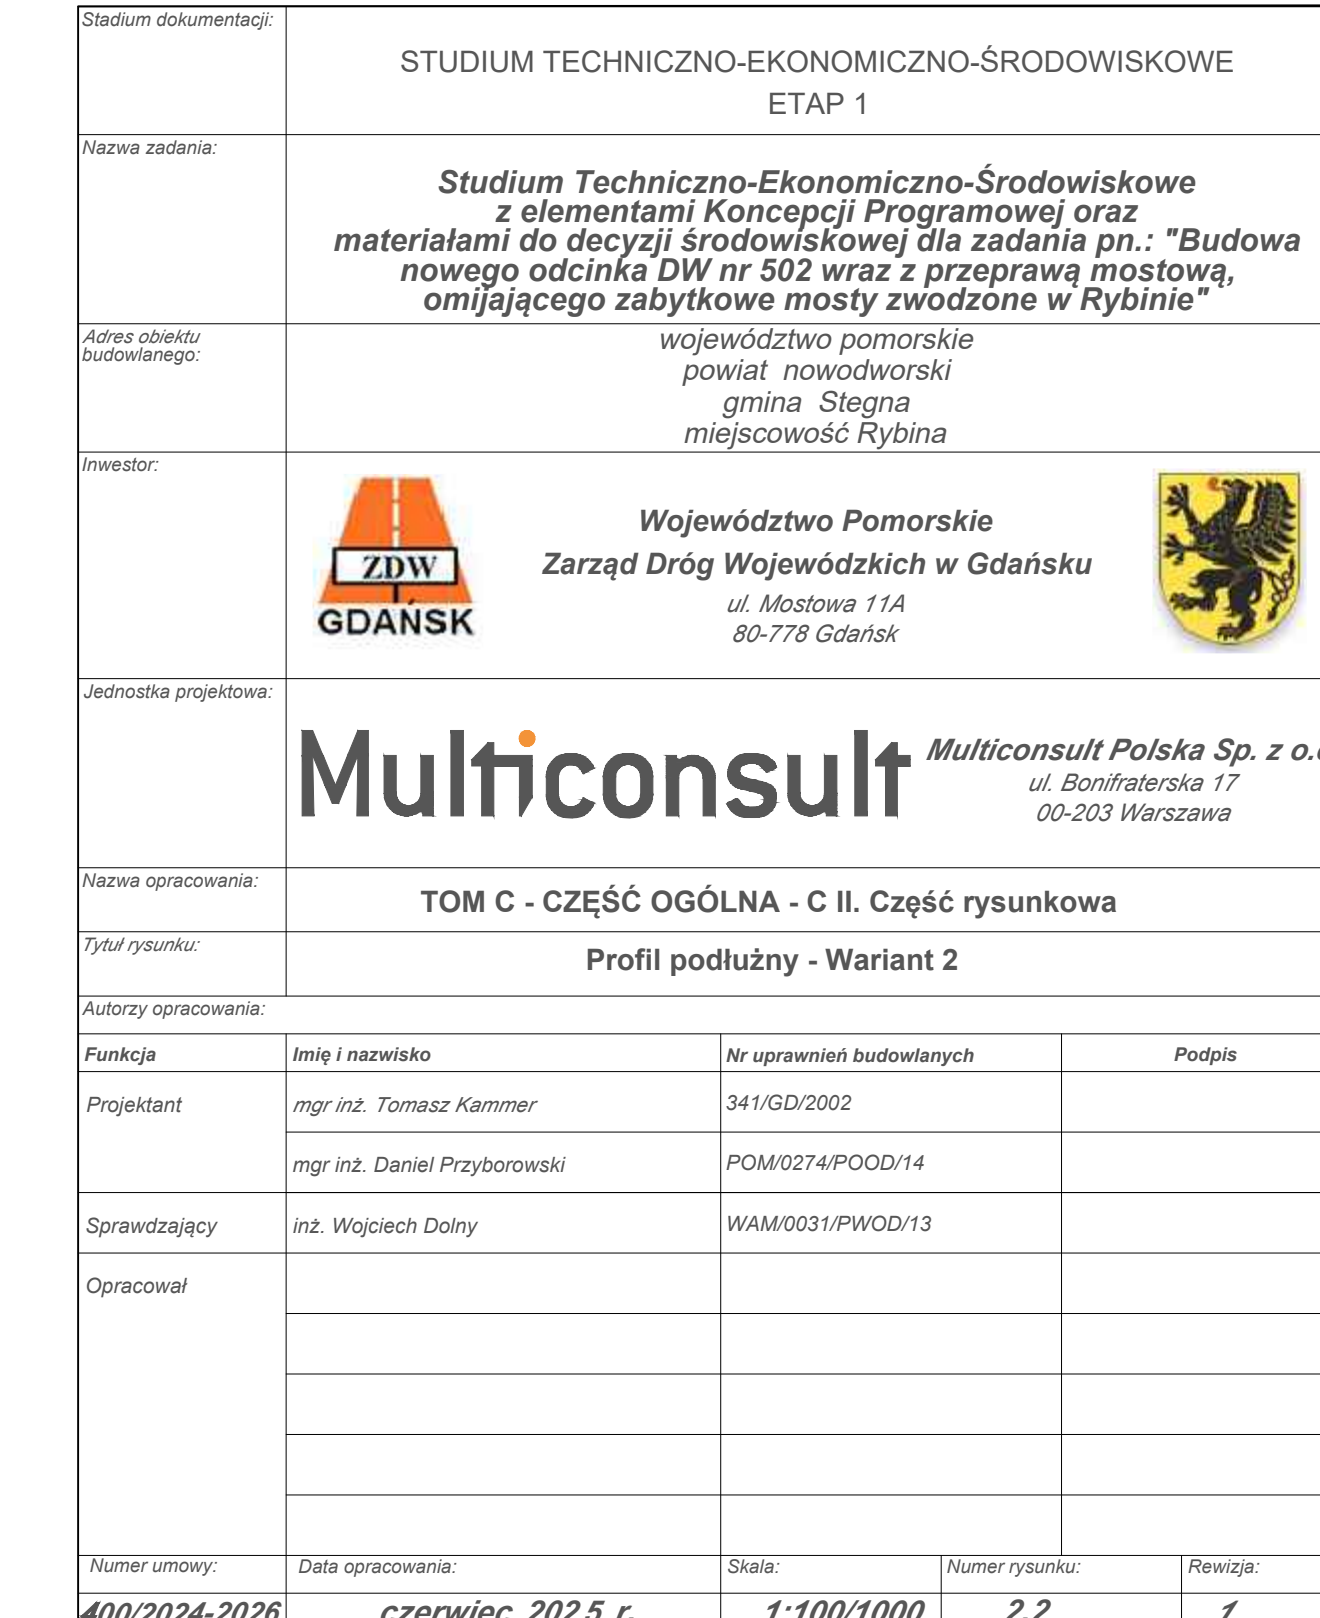 Stadium dokumentacji:
STUDIUM TECHNICZNO-EKONOMICZNO-ŚRODOWISKOWE
ETAP 1
Nazwa zadania:
Studium Techniczno-Ekonomiczno-Środowiskowe
z elementami Koncepcji Programowej oraz
materiałami do decyzji środowiskowej dla zadania pn.: "Budowa
nowego odcinka DW nr 502 wraz z przeprawą mostową,
omijającego zabytkowe mosty zwodzone w Rybinie"
Adres obiektu
budowlanego:
województwo pomorskie
powiat nowodworski
gmina Stegna
miejscowość Rybina
Inwestor:
ZDW
GDAŃSK
Województwo Pomorskie
Zarząd Dróg Wojewódzkich w Gdańsku
ul. Mostowa 11A
80-778 Gdańsk
Jednostka projektowa:
Multiconsult
Multiconsult Polska Sp. z o.o
ul. Bonifraterska 17
00-203 Warszawa
Nazwa opracowania:
TOM C - CZĘŚĆ OGÓLNA - C II. Część rysunkowa
Tytuł rysunku:
Profil podłużny - Wariant 2
Autorzy opracowania:
Funkcja Imię i nazwisko Nr uprawnień budowlanych Podpis
Projektant mgr inż. Tomasz Kammer 341/GD/2002
mgr inż. Daniel Przyborowski POM/0274/POOD/14
Sprawdzający inż. Wojciech Dolny WAM/0031/PWOD/13
Opracował
Numer umowy: Data opracowania: Skala: Numer rysunku: Rewizja:
400/2024-2026 czerwiec 2025 r. 1:100/1000 2.2 1